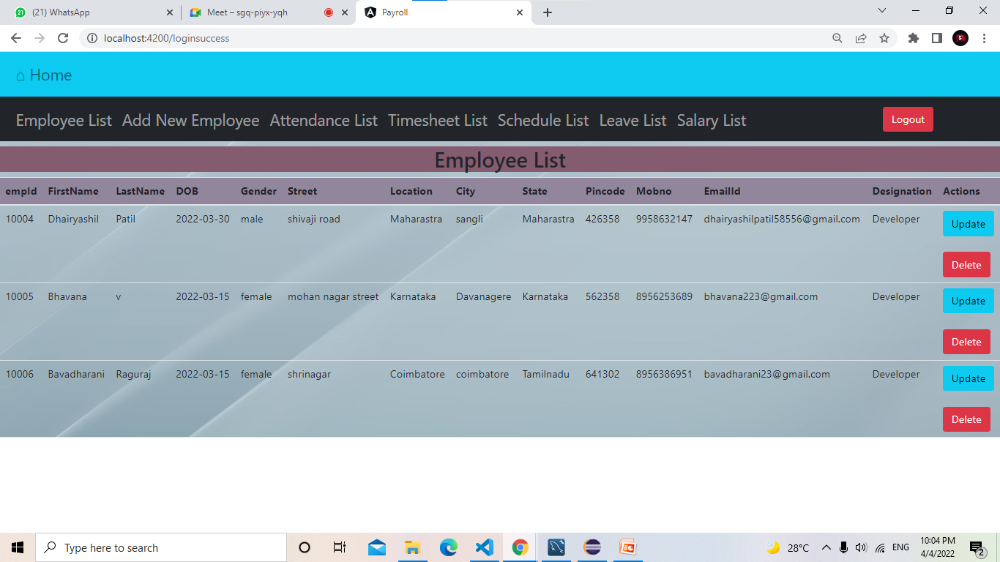 (21) WhatsApp Meet – sgq-piyx-yqh Payroll
localhost:4200/loginsuccess
⌂ Home
Employee List Add New Employee Attendance List Timesheet List Schedule List Leave List Salary List Logout
Employee List
empId FirstName LastName DOB Gender Street Location City State Pincode Mobno EmailId Designation Actions
10004 Dhairyashil Patil 2022-03-30 male shivaji road Maharastra sangli Maharastra 426358 9958632147 dhairyashilpatil58556@gmail.com Developer Update
Delete
10005 Bhavana v 2022-03-15 female mohan nagar street Karnataka Davanagere Karnataka 562358 8956253689 bhavana223@gmail.com Developer Update
Delete
10006 Bavadharani Raguraj 2022-03-15 female shrinagar Coimbatore coimbatore Tamilnadu 641302 8956386951 bavadharani23@gmail.com Developer Update
Delete
Type here to search 28°C ENG 10:04 PM
4/4/2022 2